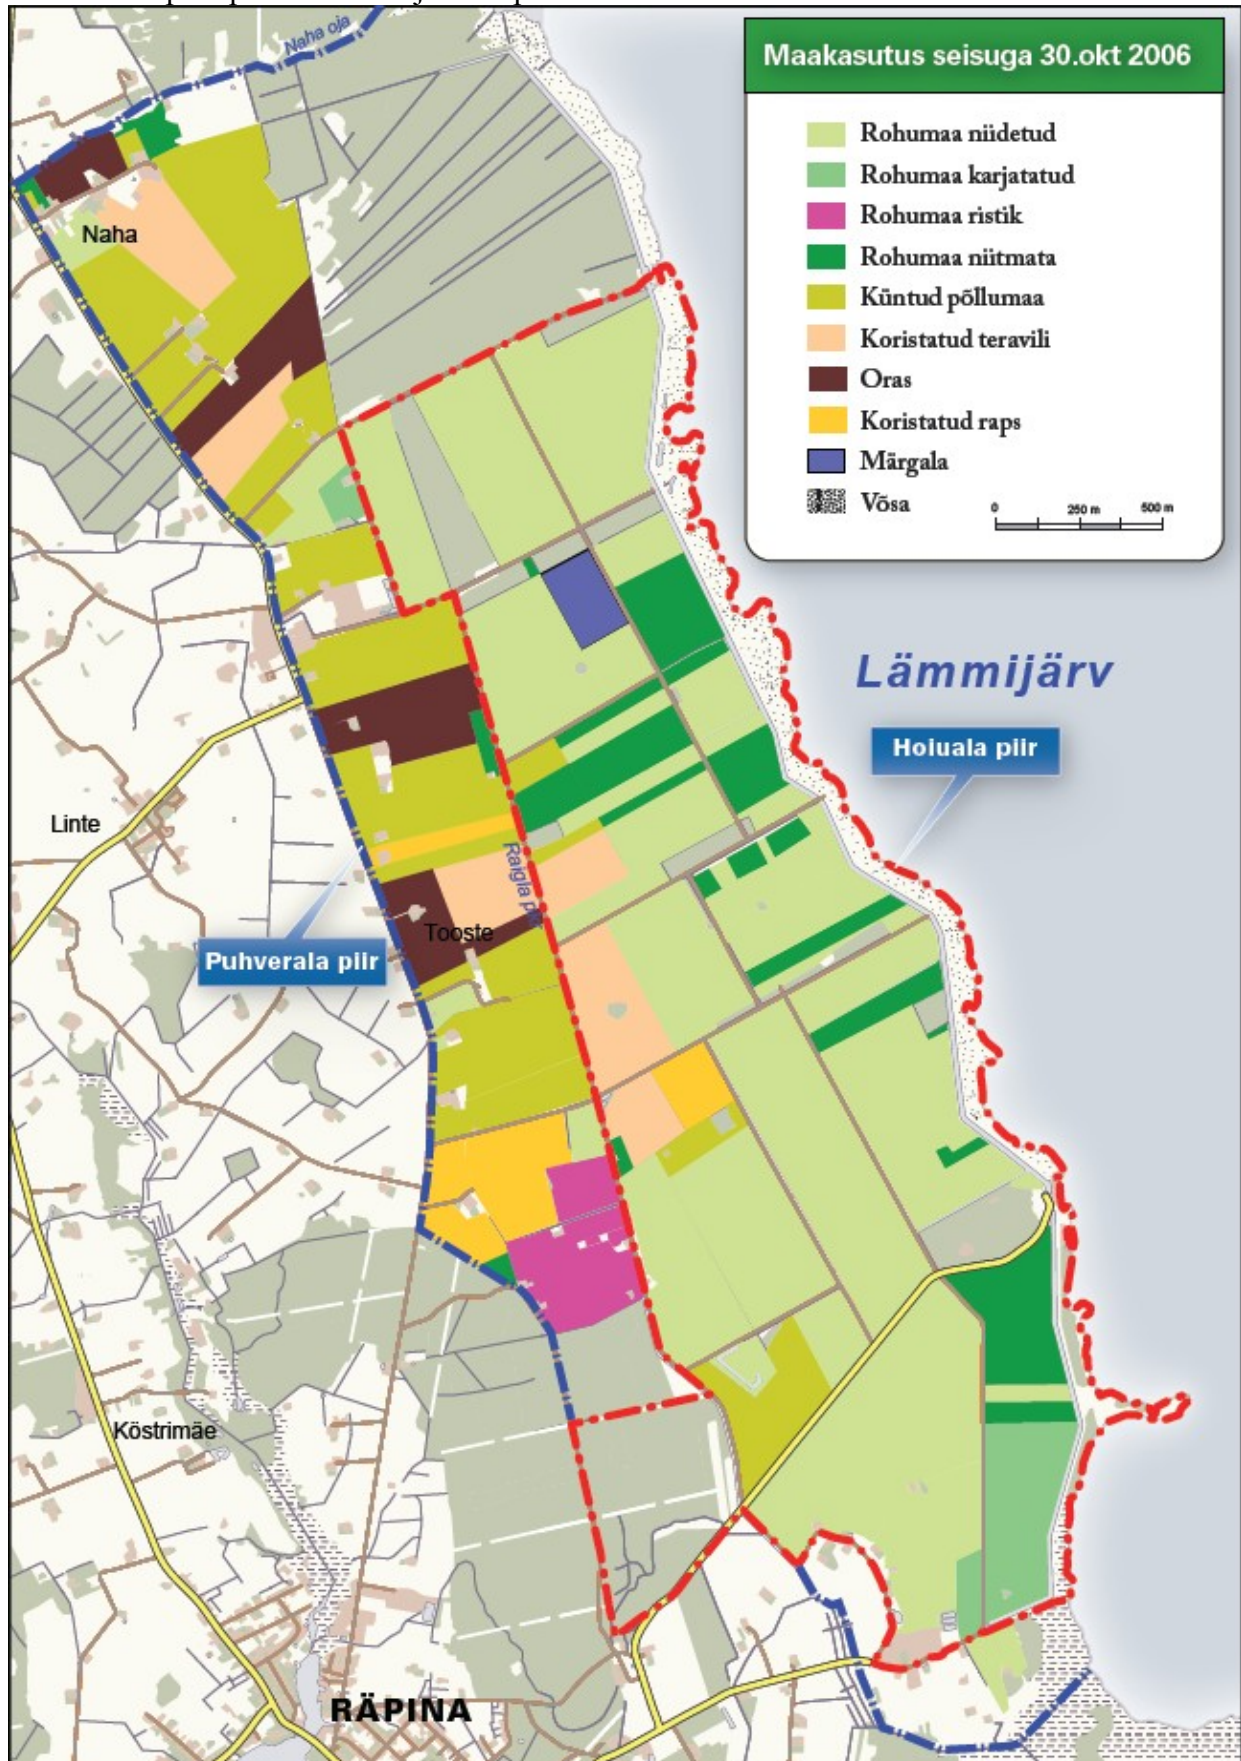 Naha oja
Maakasutus seisuga 30.okt 2006
Rohumaa niidetud
Rohumaa karjatatud
Rohumaa ristik
Rohumaa niitmata
Küntud põllumaa
Koristatud teravili
Oras
Koristatud raps
Märgala
Võsa
0 250 m 500 m
Naha
Lämmijärv
Hoiuala piir
Linte
Raigla
Tooste
Puhverala piir
Köstrimäe
RÄPINA